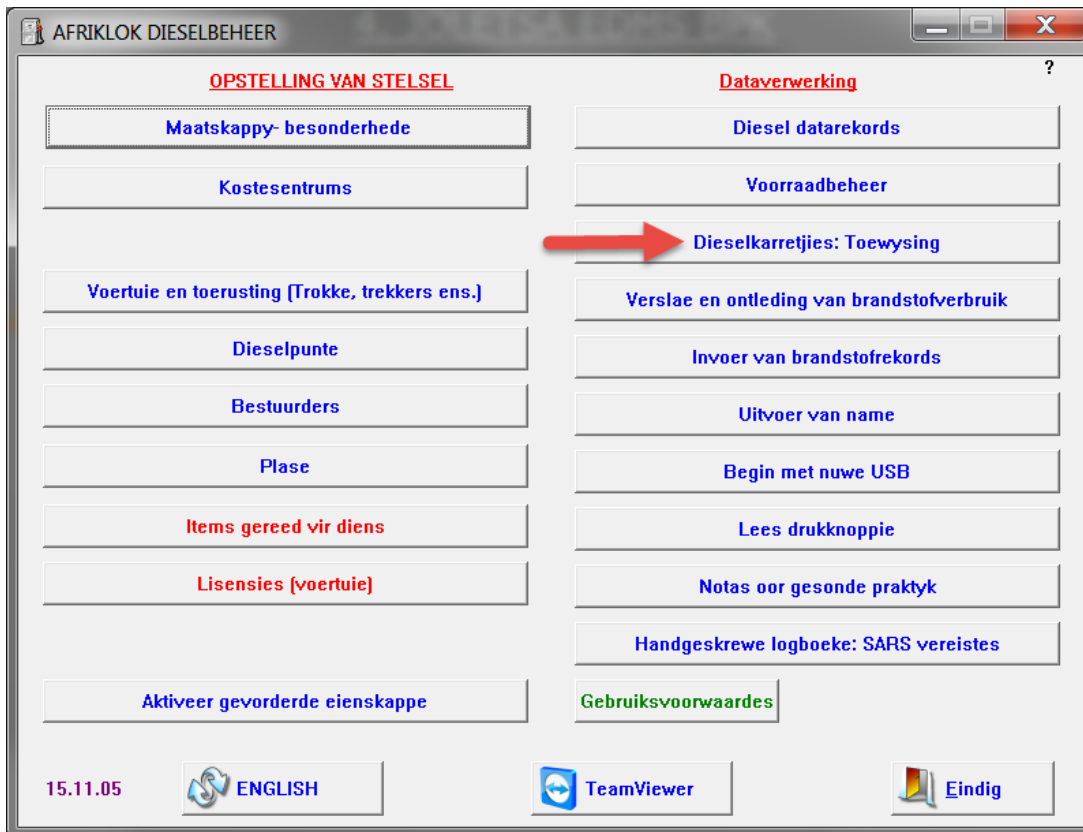 AFRIKLOK DIESELBEHEER
?
OPSTELLING VAN STELSEL
Maatskappy- besonderhede
Kostesentrums
Voertuie en toerusting (Trokke, trekkers ens.)
Dieselpunte
Bestuurders
Plase
Items gereed vir diens
Lisensies (voertuie)
Aktiveer gevorderde eienskappe
Dataverwerking
Diesel datarekords
Voorraadbeheer
Dieselkarretjies: Toewysing
Verslae en ontleding van brandstofverbruik
Invoer van brandstofrekords
Uitvoer van name
Begin met nuwe USB
Lees drukknoppie
Notas oor gesonde praktyk
Handgeskrewe logboeke: SARS vereistes
Gebruiksvoorwaardes
15.11.05
ENGLISH
TeamViewer
Eindig